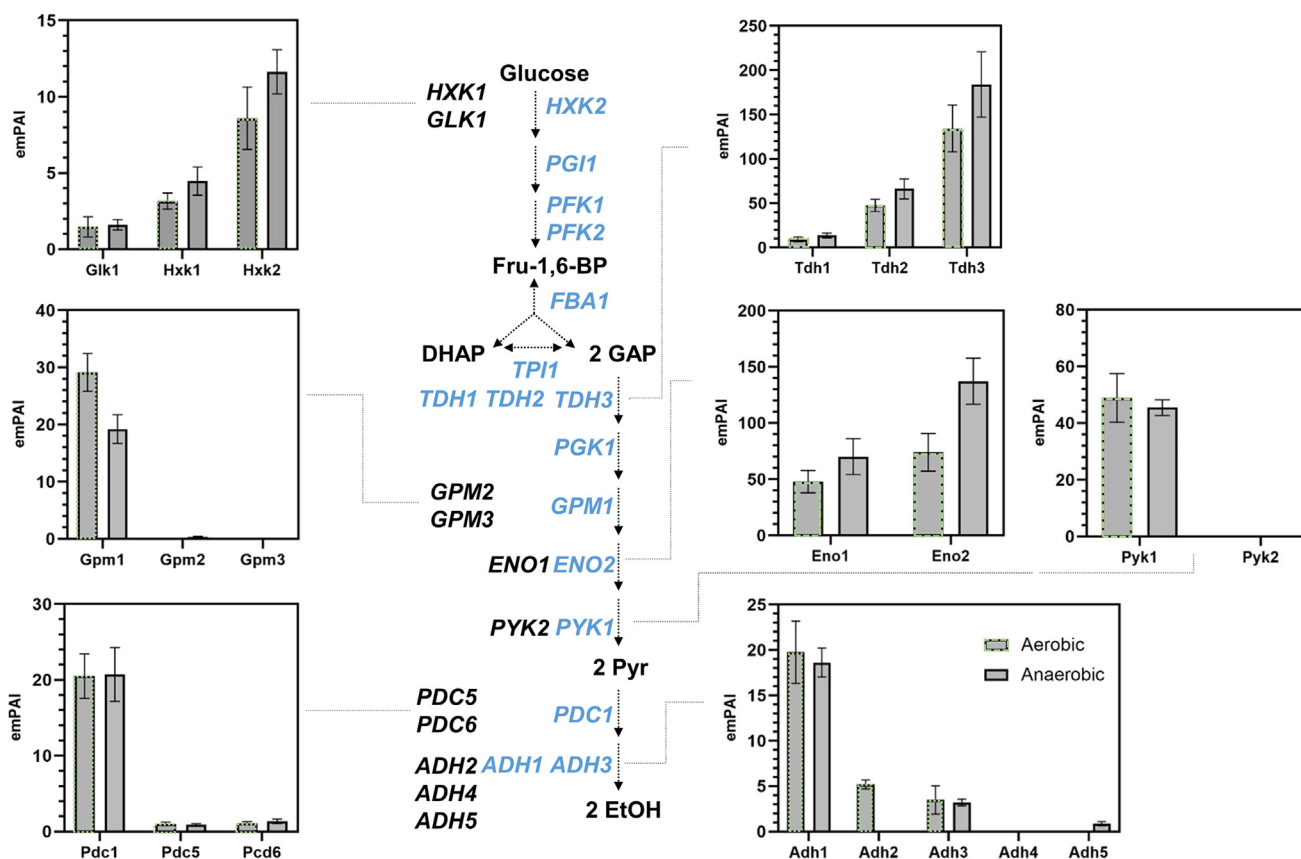 15
10
5
0
emPAI
Glk1 Hxk1 Hxk2
40
30
20
10
0
emPAI
Gpm1 Gpm2 Gpm3
30
20
10
0
emPAI
Pdc1 Pdc5 Pcd6
Glucose
HXK1
GLK1
HXK2
PGI1
PFK1
PFK2
Fru-1,6-BP
FBA1
DHAP 2 GAP
TPI1
TDH1 TDH2 TDH3
PGK1
GPM2
GPM3
GPM1
ENO1 ENO2
PYK2 PYK1
2 Pyr
PDC5
PDC6
PDC1
ADH2 ADH1 ADH3
ADH4
ADH5
2 EtOH
250
200
150
100
50
0
emPAI
Tdh1 Tdh2 Tdh3
200
150
100
50
0
emPAI
Eno1 Eno2
80
60
40
20
0
emPAI
Pyk1 Pyk2
25
20
15
10
5
0
emPAI
Adh1 Adh2 Adh3 Adh4 Adh5
Aerobic
Anaerobic